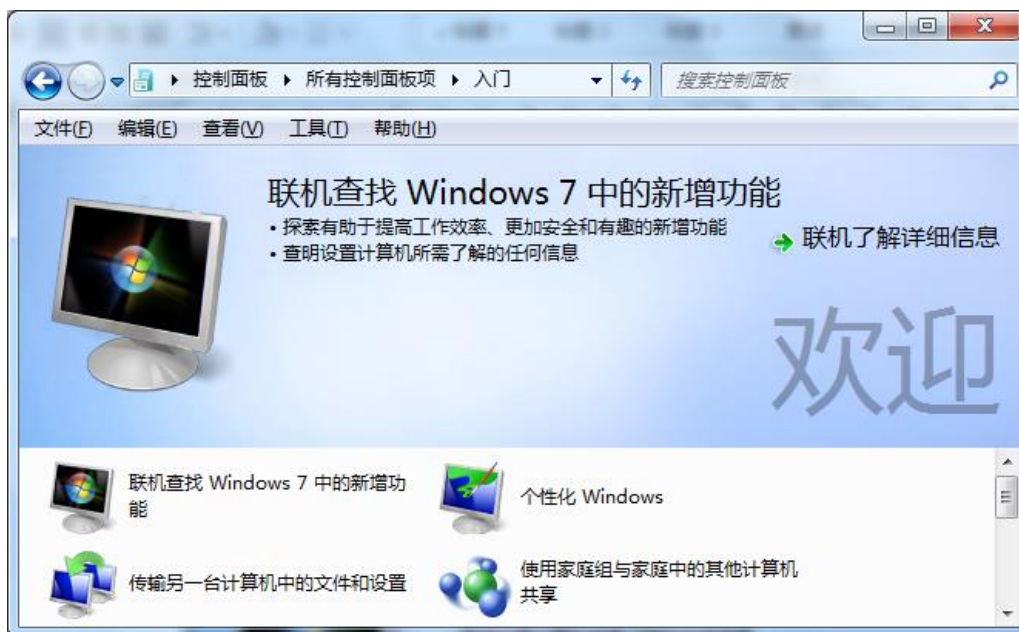 控制面板 ▸ 所有控制面板项 ▸ 入门
搜索控制面板
文件(F) 编辑(E) 查看(V) 工具(T) 帮助(H)
联机查找 Windows 7 中的新增功能
• 探索有助于提高工作效率、更加安全和有趣的新增功能
• 查明设置计算机所需了解的任何信息
联机了解详细信息
欢迎
联机查找 Windows 7 中的新增功
能
个性化 Windows
传输另一台计算机中的文件和设置
使用家庭组与家庭中的其他计算机
共享